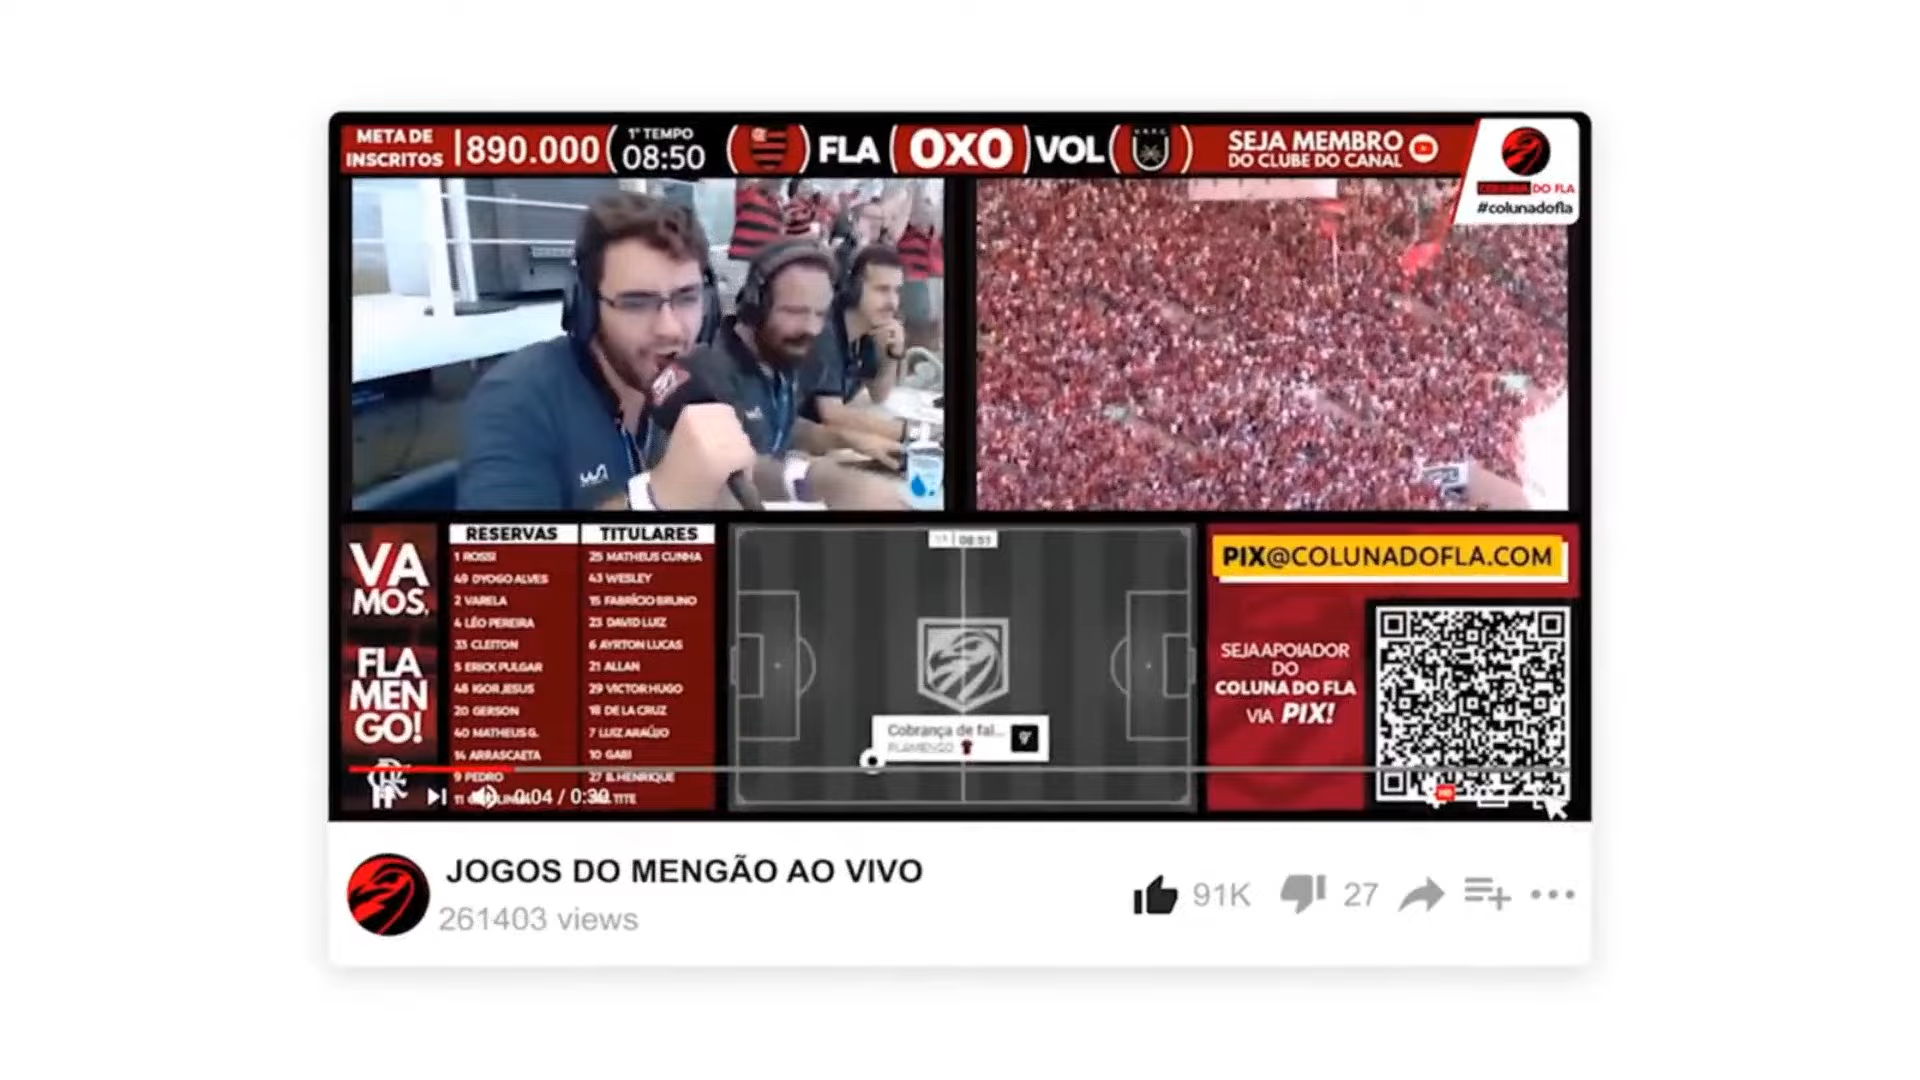 META DE
INSCRITOS
890.000
1º TEMPO
08:50
FLA
0X0
VOL
SEJA MEMBRO
DO CLUBE DO CANAL
COLUNA DO FLA
#colunadofla
VA
MOS,
FLA
MEN
GO!
RESERVAS
1 ROSSI
49 DYOGO ALVES
2 VARELA
4 LÉO PEREIRA
33 CLEITON
5 ERICK PULGAR
48 IGOR JESUS
20 GERSON
40 MATHEUS G.
14 ARRASCAETA
9 PEDRO
TITULARES
25 MATHEUS CUNHA
43 WESLEY
15 FABRÍCIO BRUNO
23 DAVID LUIZ
6 AYRTON LUCAS
21 ALLAN
29 VICTOR HUGO
18 DE LA CRUZ
7 LUIZ ARAÚJO
10 GABI
27 B.HENRIQUE
TITE
0:04 / 0:30
08:51
Cobrança de fal...
FLAMENGO
9'
PIX@COLUNADOFLA.COM
SEJA APOIADOR
DO
COLUNA DO FLA
VIA PIX!
HD
JOGOS DO MENGÃO AO VIVO
261403 views
91K
27